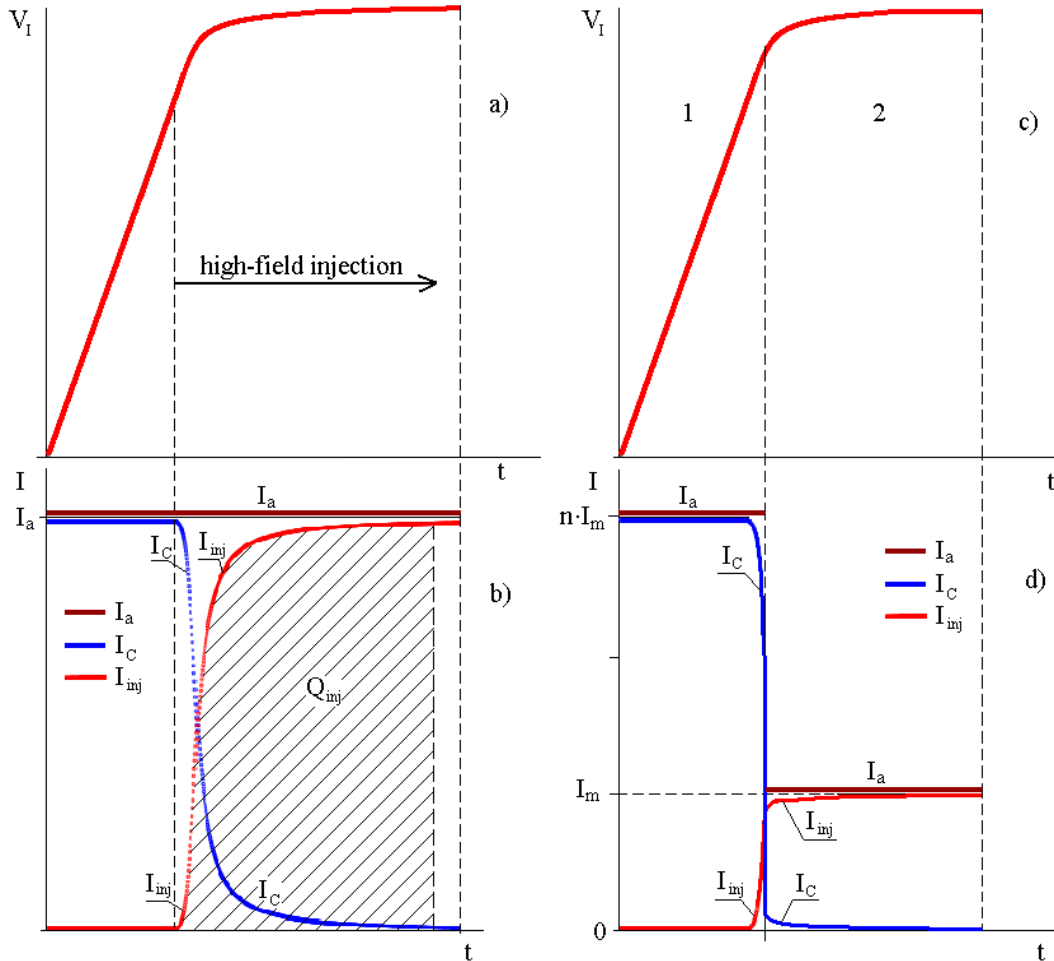 V_I
a)
high-field injection
t
I
I_a
I_a
I_C
I_inj
b)
I_a
I_C
I_inj
Q_inj
I_inj
I_C
t
V_I
1
2
c)
t
I
I_a
n·I_m
I_C
I_a
I_C
I_inj
d)
I_a
I_m
I_inj
I_inj
I_C
0
t